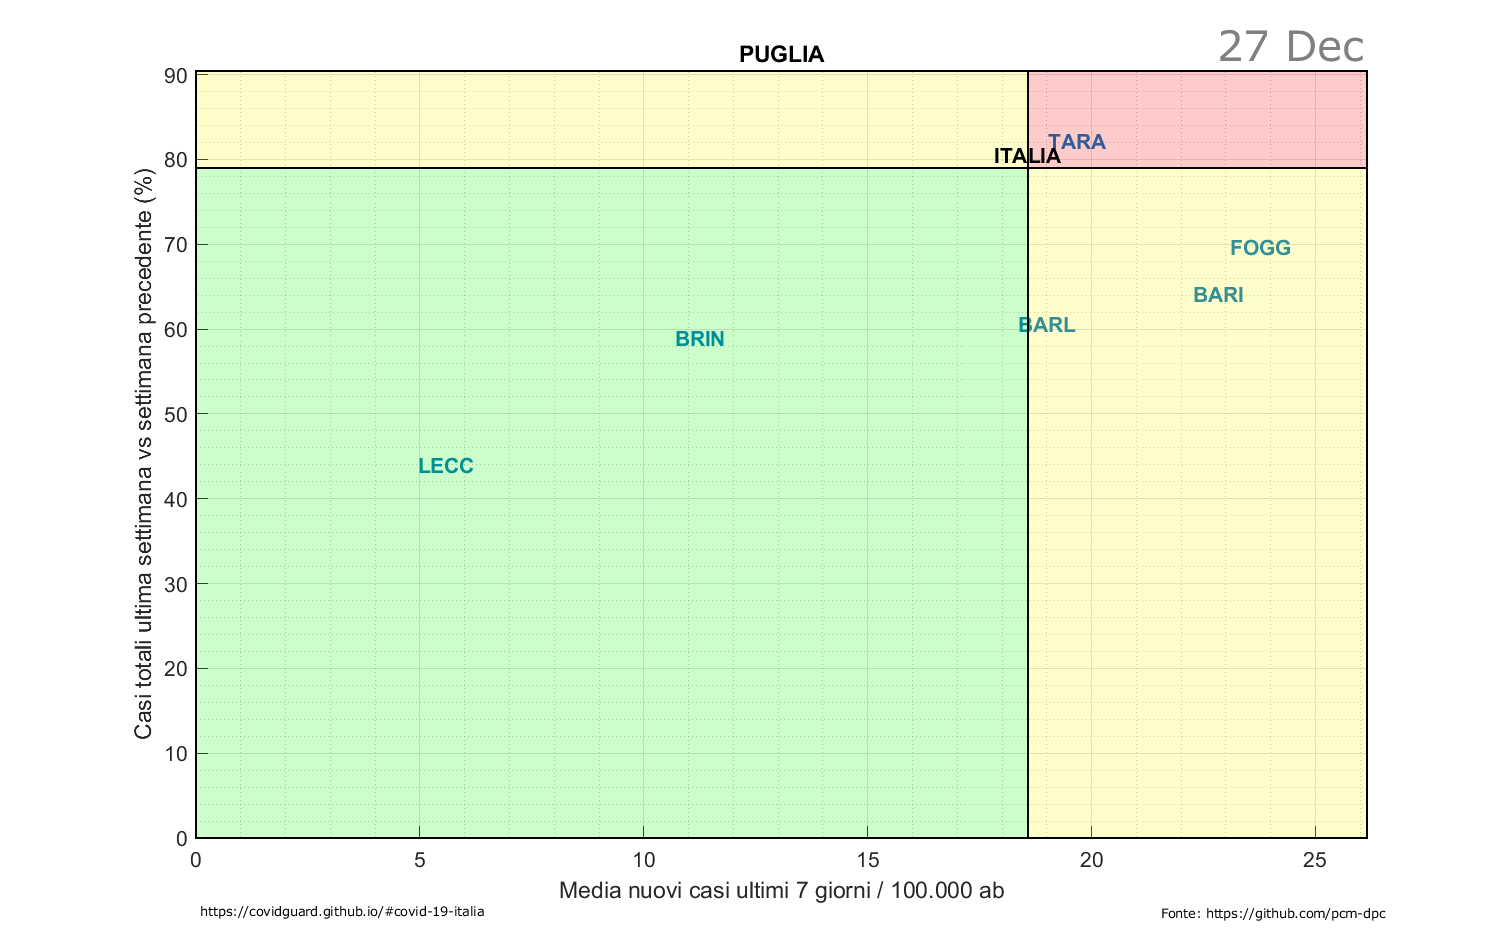 27 Dec
PUGLIA
90
80
70
60
50
40
30
20
10
0
Casi totali ultima settimana vs settimana precedente (%)
TARA
ITALIA
FOGG
BARI
BARL
BRIN
LECC
0 5 10 15 20 25
Media nuovi casi ultimi 7 giorni / 100.000 ab
https://covidguard.github.io/#covid-19-italia
Fonte: https://github.com/pcm-dpc